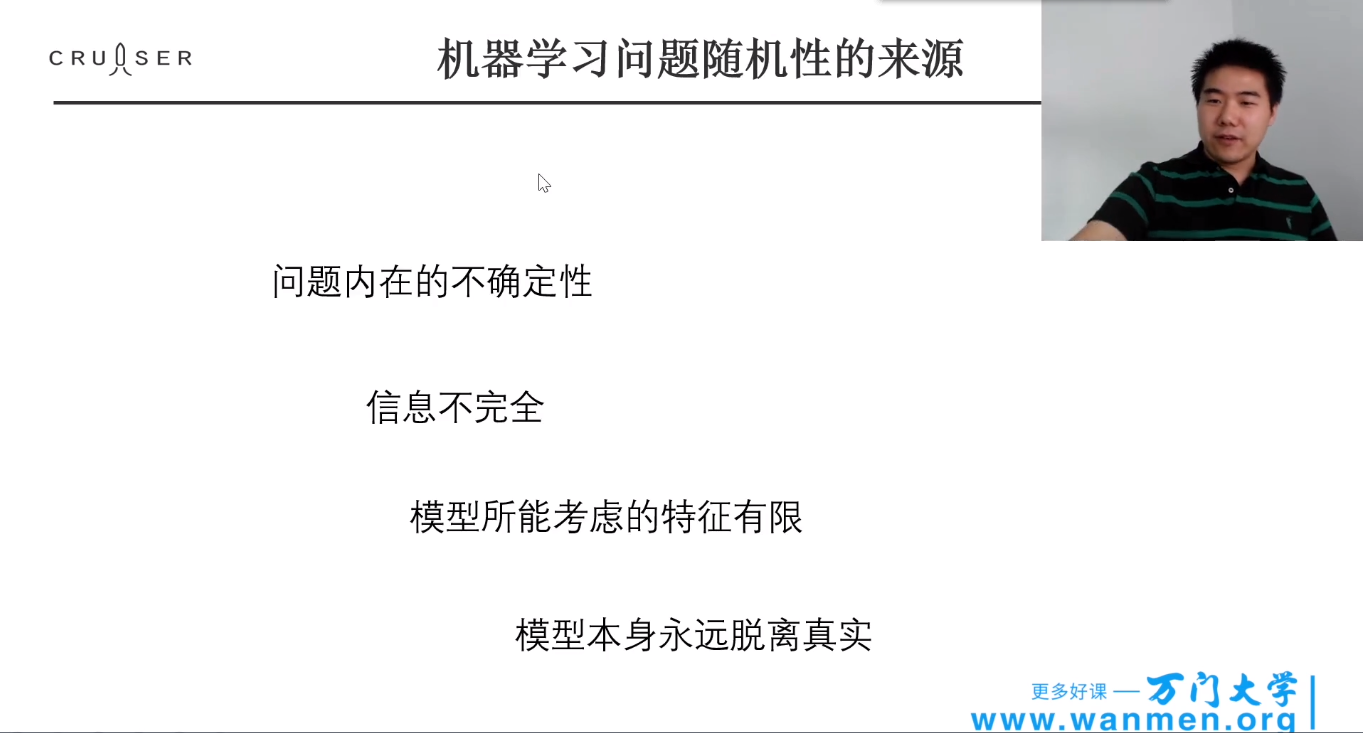 CRUISER
机器学习问题随机性的来源
问题内在的不确定性
信息不完全
模型所能考虑的特征有限
模型本身永远脱离真实
更多好课 — 万门大学
www.wanmen.org